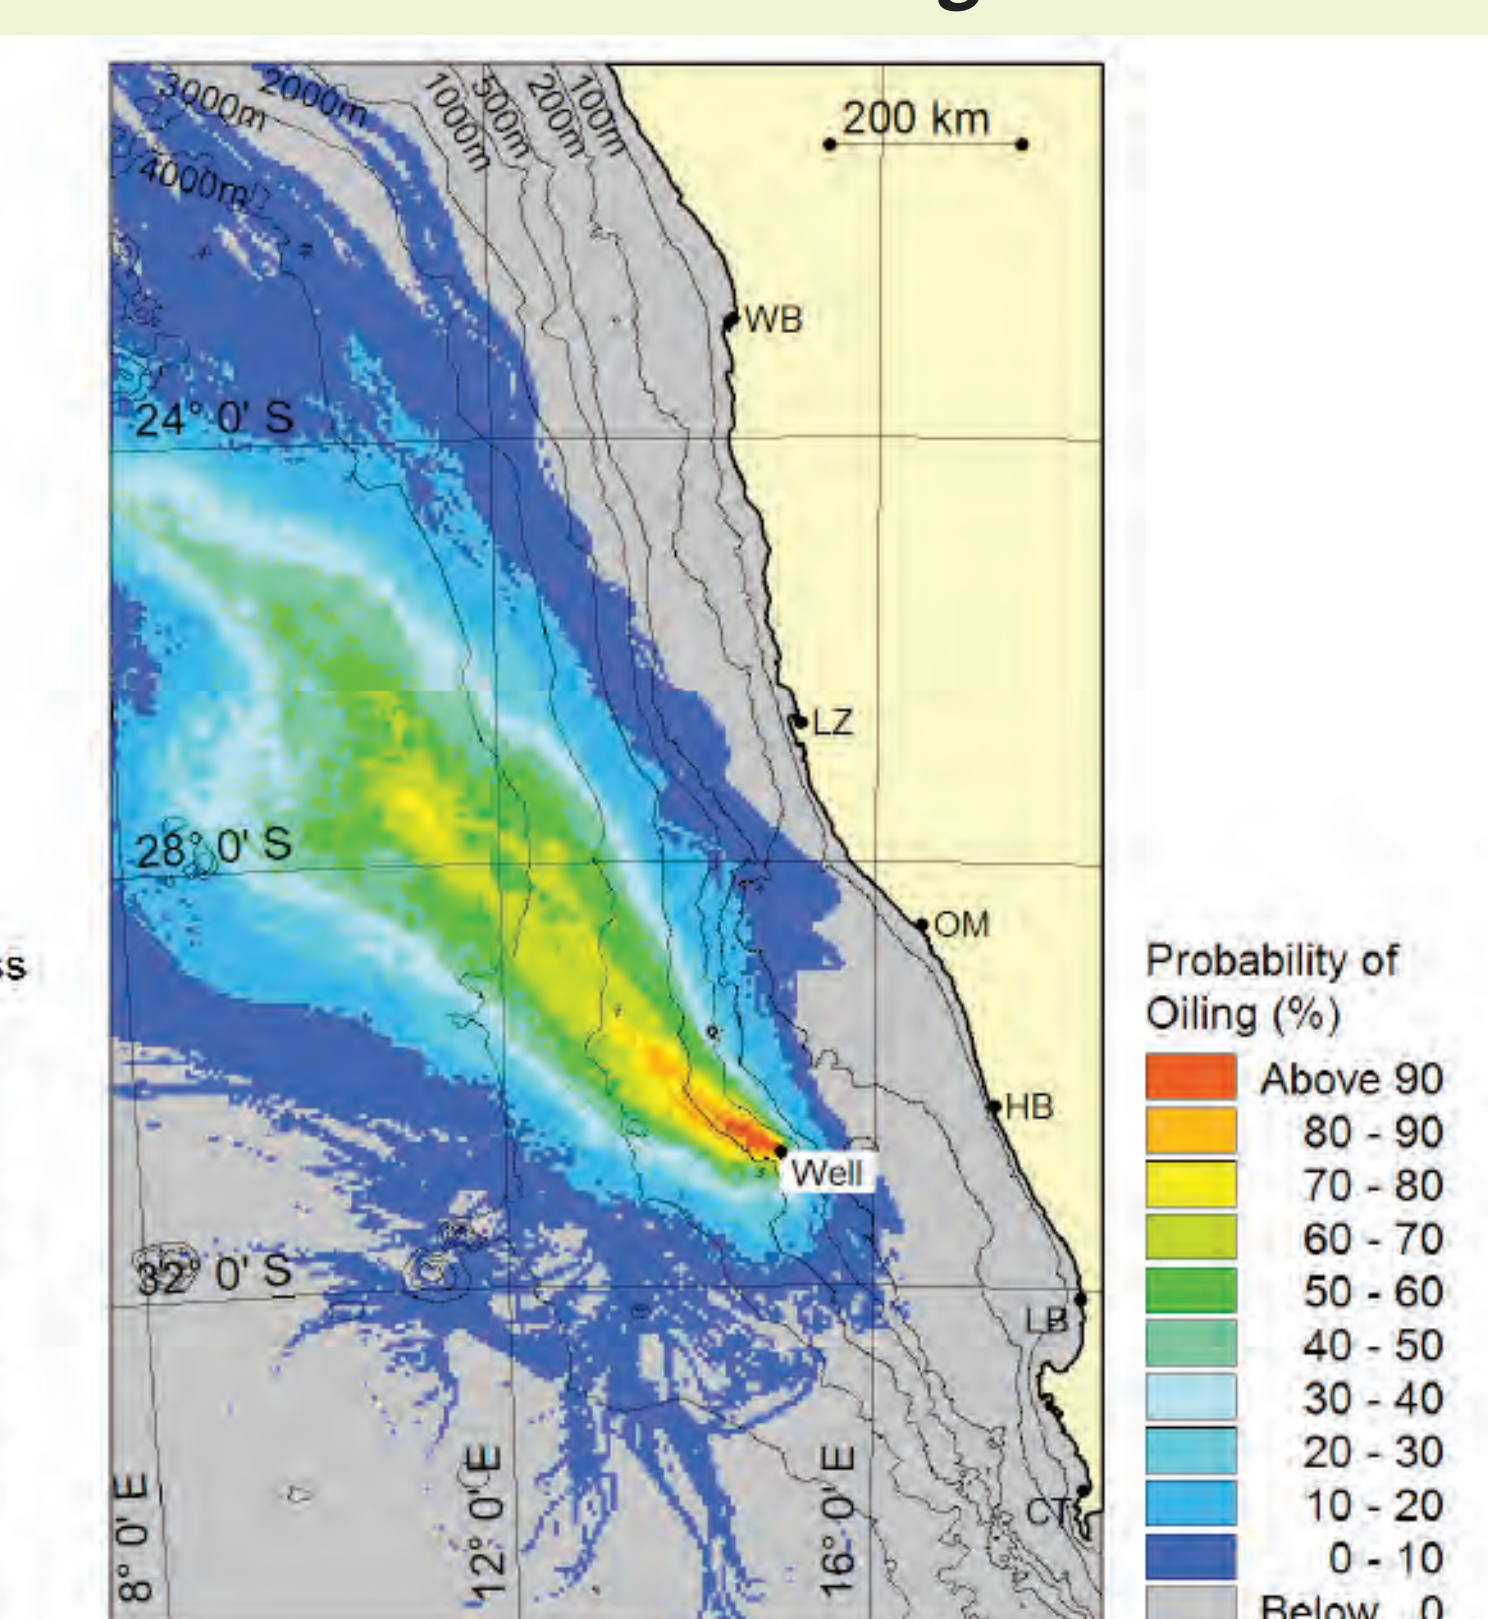 g
3000m
2000m
1000m
500m
200m
100m
200 km
4000m
WB
24° 0' S
LZ
28° 0' S
OM
ss
HB
Well
32° 0' S
LB
CT
8° 0' E
12° 0' E
16° 0' E
Probability of
Oiling (%)
Above 90
80 - 90
70 - 80
60 - 70
50 - 60
40 - 50
30 - 40
20 - 30
10 - 20
0 - 10
Below 0